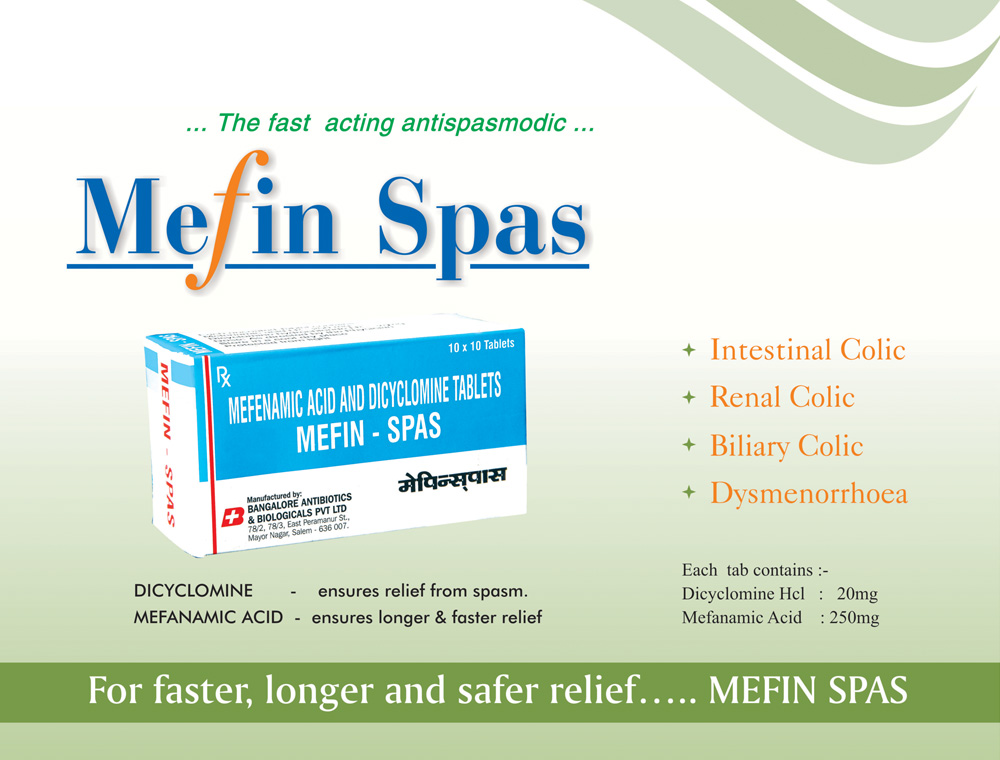 ... The fast acting antispasmodic ...
Mefin Spas
10 x 10 Tablets
Rx
MEFENAMIC ACID AND DICYCLOMINE TABLETS
MEFIN - SPAS
मेफिन्स्पास
MEFIN - SPAS
Manufactured by:
BANGALORE ANTIBIOTICS
& BIOLOGICALS PVT LTD
78/2, 78/3, East Peramanur St.,
Mayor Nagar, Salem - 636 007.
Intestinal Colic
Renal Colic
Biliary Colic
Dysmenorrhoea
DICYCLOMINE - ensures relief from spasm.
MEFANAMIC ACID - ensures longer & faster relief
Each tab contains :-
Dicyclomine Hcl : 20mg
Mefanamic Acid : 250mg
For faster, longer and safer relief..... MEFIN SPAS